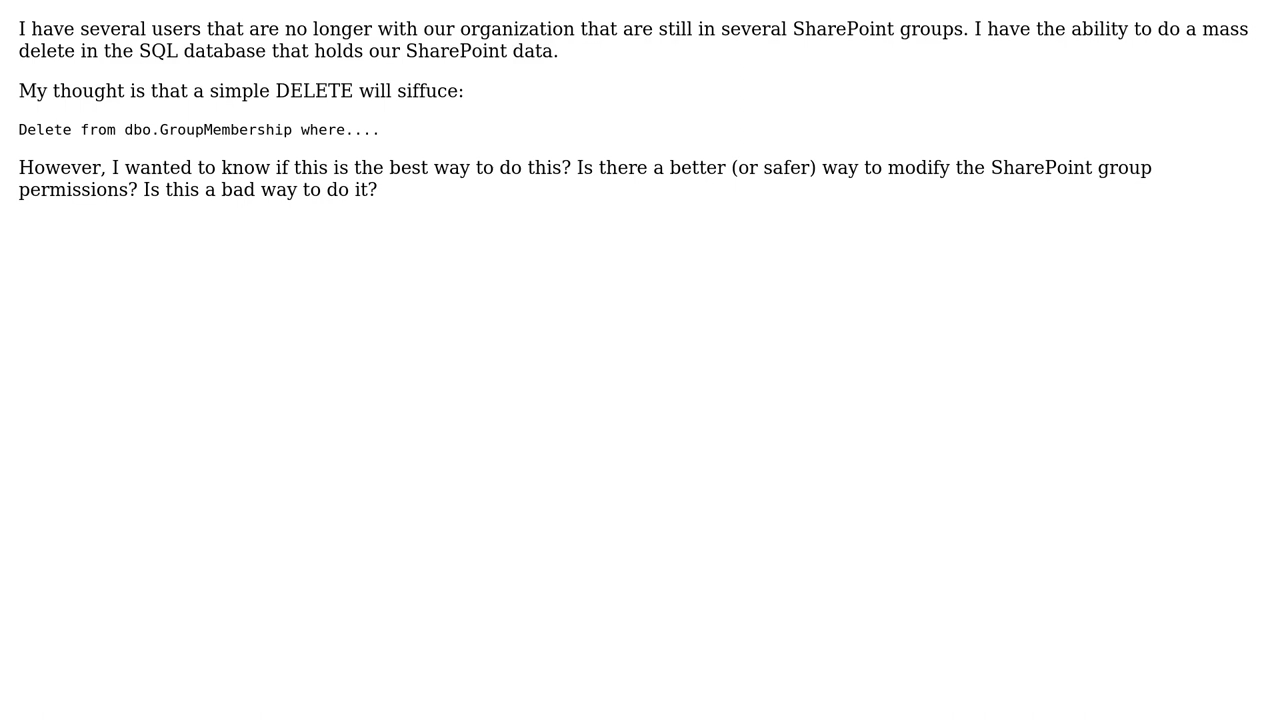 I have several users that are no longer with our organization that are still in several SharePoint groups. I have the ability to do a mass
delete in the SQL database that holds our SharePoint data.
My thought is that a simple DELETE will siffuce:
Delete from dbo.GroupMembership where....
However, I wanted to know if this is the best way to do this? Is there a better (or safer) way to modify the SharePoint group
permissions? Is this a bad way to do it?